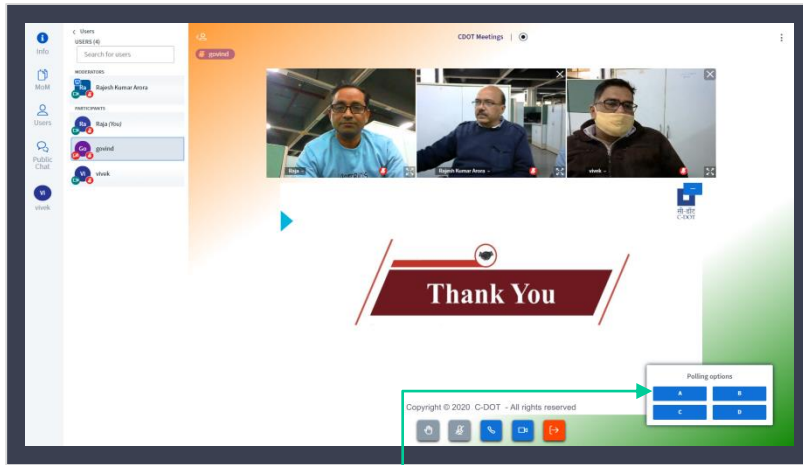 Info
MoM
Users
Public
Chat
Vi
vivek
Users
USERS (4)
Search for users
MODERATORS
Ra
Rajesh Kumar Arora
PARTICIPANTS
Ra
Raja (You)
Go
govind
Vi
vivek
CDOT Meetings
govind
Raja
Rajesh Kumar Arora
vivek
सी-डॉट
C-DOT
Thank You
Polling options
A B
C D
Copyright © 2020 C-DOT - All rights reserved